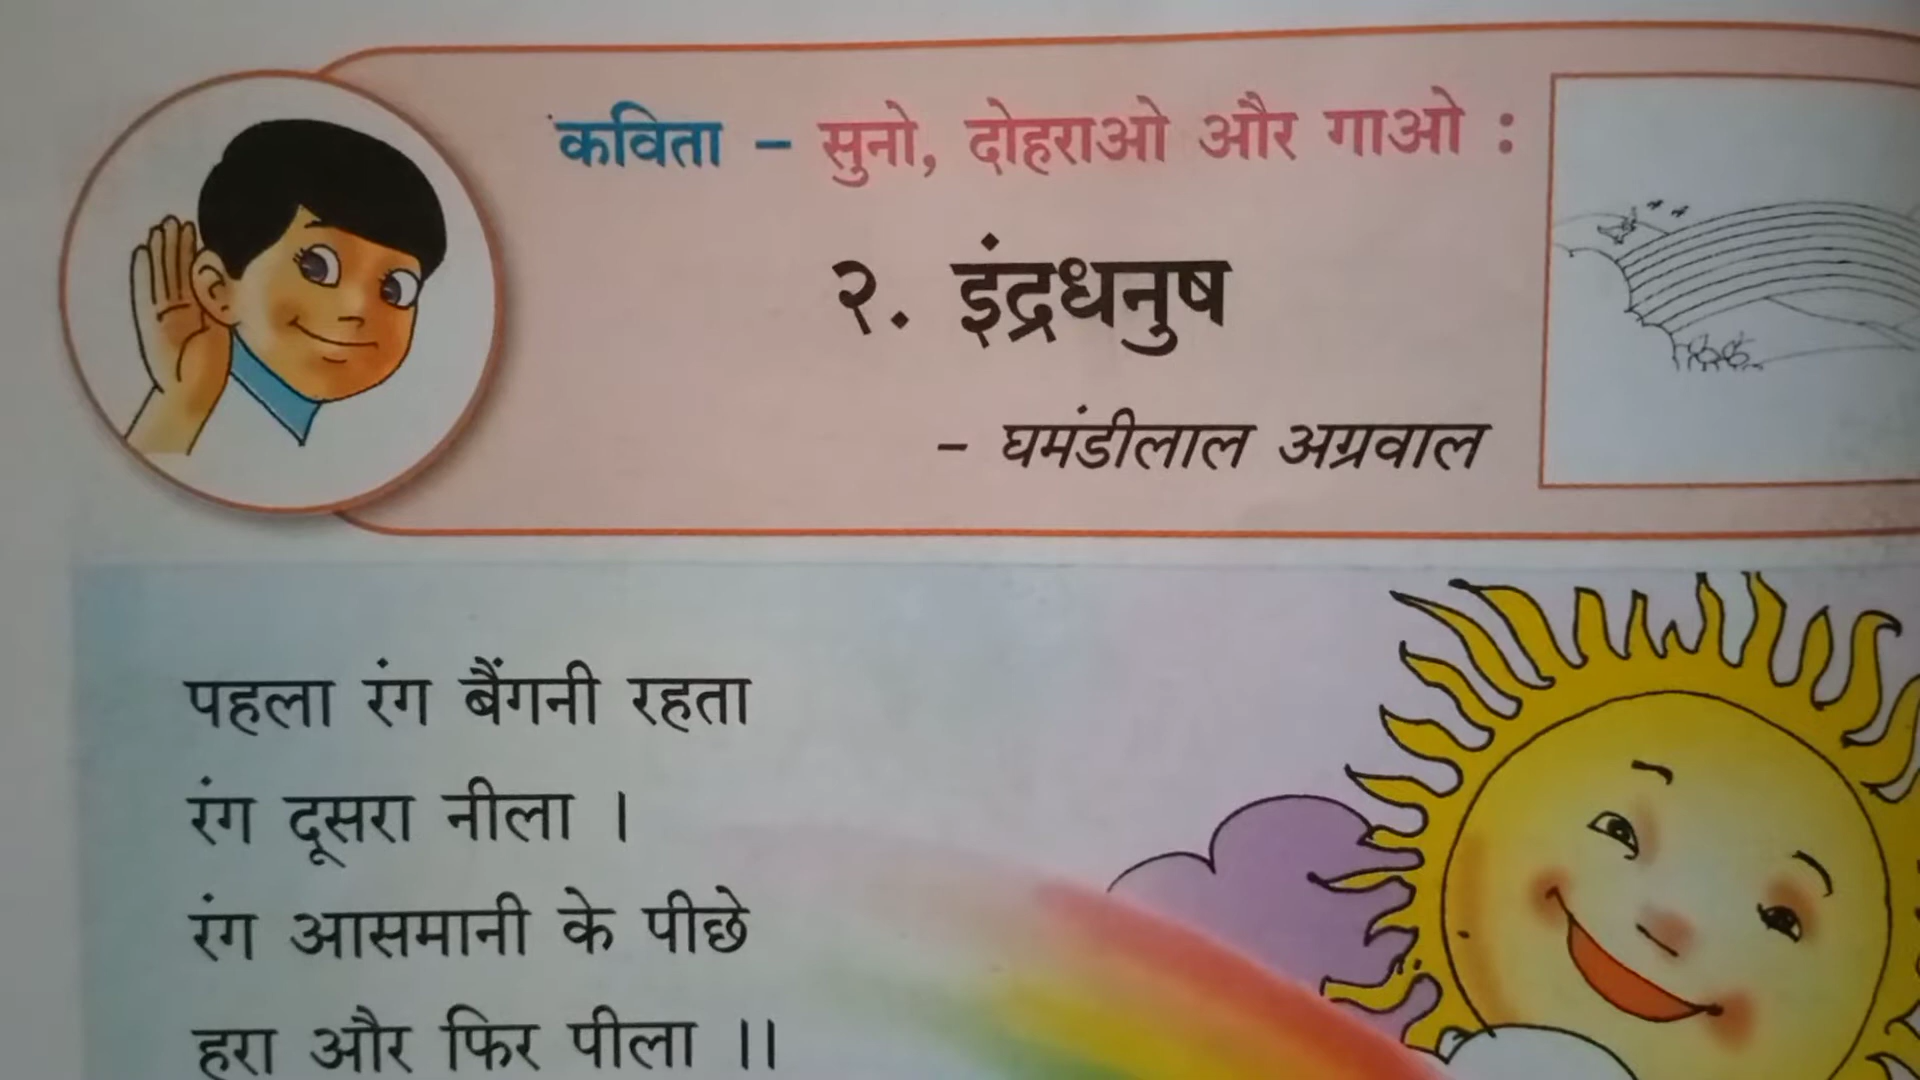 कविता – सुनो, दोहराओ और गाओ :
२. इंद्रधनुष
– घमंडीलाल अग्रवाल
पहला रंग बैंगनी रहता
रंग दूसरा नीला ।
रंग आसमानी के पीछे
हरा और फिर पीला ।।